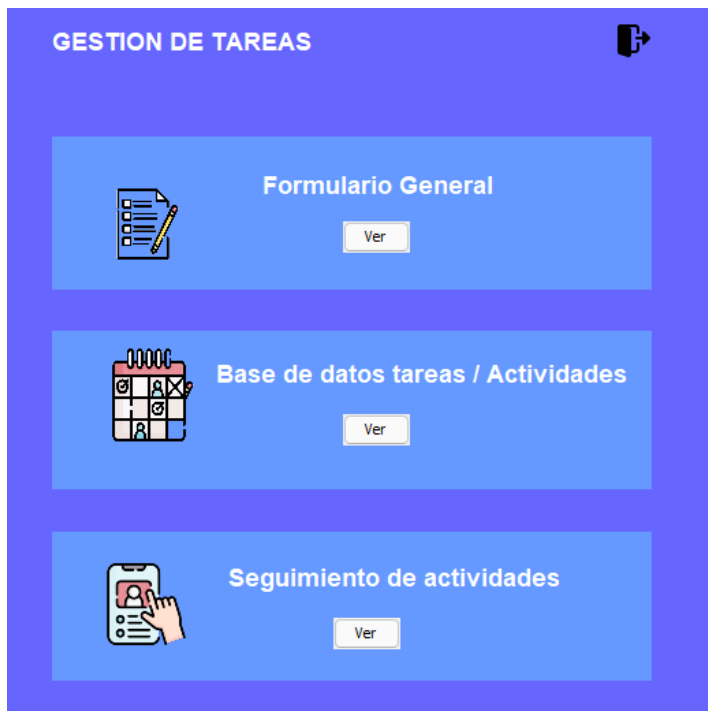 GESTION DE TAREAS
Formulario General
Ver
Base de datos tareas / Actividades
Ver
Seguimiento de actividades
Ver